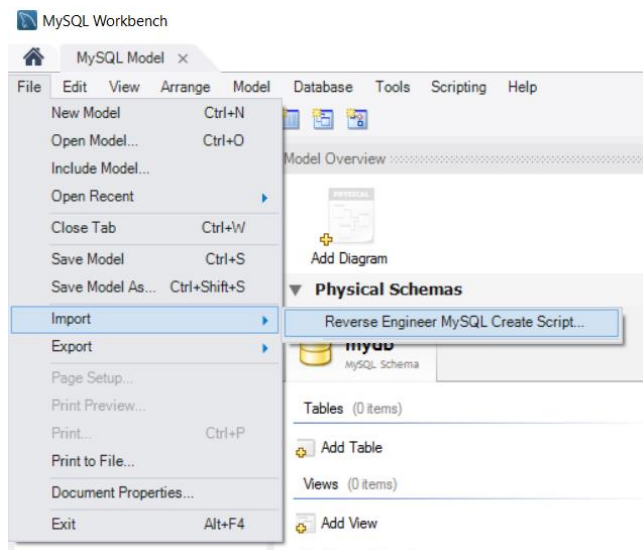 MySQL Workbench
MySQL Model ×
File Edit View Arrange Model Database Tools Scripting Help
New Model Ctrl+N
Open Model... Ctrl+O
Include Model...
Open Recent
Close Tab Ctrl+W
Save Model Ctrl+S
Save Model As... Ctrl+Shift+S
Import
Export
Page Setup...
Print Preview...
Print... Ctrl+P
Print to File...
Document Properties...
Exit Alt+F4
Model Overview
PHYSICAL
Add Diagram
Physical Schemas
Reverse Engineer MySQL Create Script...
mydb
MySQL Schema
Tables (0 items)
Add Table
Views (0 items)
Add View